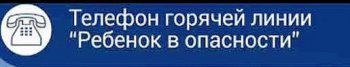 Телефон горячей линии
"Ребенок в опасности"